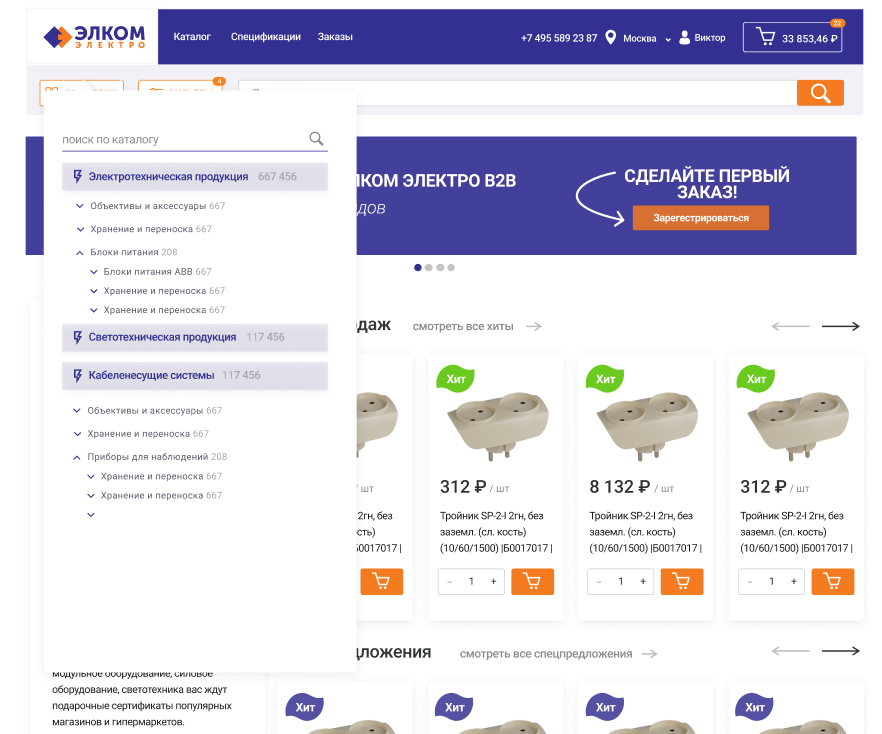 ЭЛКОМ
ЭЛЕКТРО
Каталог
Спецификации
Заказы
+7 495 589 23 87
Москва
Виктор
22
33 853,46 ₽
4
поиск по каталогу
Электротехническая продукция 667 456
Объективы и аксессуары 667
Хранение и переноска 667
Блоки питания 208
Блоки питания ABB 667
Хранение и переноска 667
Хранение и переноска 667
Светотехническая продукция 117 456
Кабеленесущие системы 117 456
Объективы и аксессуары 667
Хранение и переноска 667
Приборы для наблюдений 208
Хранение и переноска 667
Хранение и переноска 667
ЛКОМ ЭЛЕКТРО B2B
ДОВ
СДЕЛАЙТЕ ПЕРВЫЙ
ЗАКАЗ!
Зарегестрироваться
даж
смотреть все хиты
/ шт
2гн, без
сть)
Б0017017 |
Хит
312 ₽ / шт
Тройник SP-2-I 2гн, без
заземл. (сл. кость)
(10/60/1500) |Б0017017 |
- 1 +
Хит
8 132 ₽ / шт
Тройник SP-2-I 2гн, без
заземл. (сл. кость)
(10/60/1500) |Б0017017 |
- 1 +
Хит
312 ₽ / шт
Тройник SP-2-I 2гн, без
заземл. (сл. кость)
(10/60/1500) |Б0017017 |
- 1 +
дложения
смотреть все спецпредложения
модульное оборудование, силовое
оборудование, светотехника вас ждут
подарочные сертификаты популярных
магазинов и гипермаркетов.
Хит
Хит
Хит
Хит